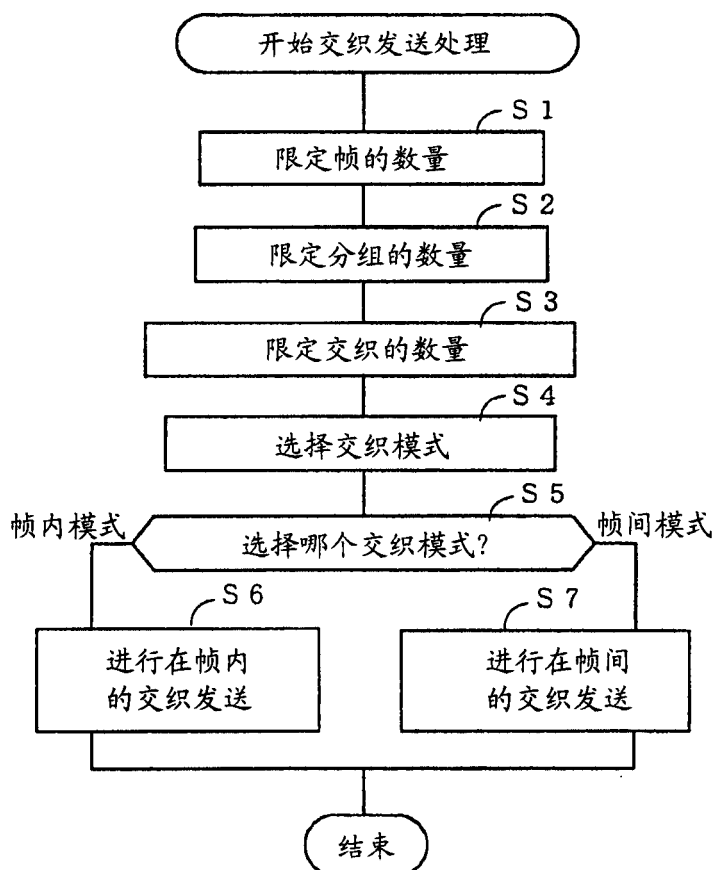 开始交织发送处理
S1
限定帧的数量
S2
限定分组的数量
S3
限定交织的数量
S4
选择交织模式
S5
帧内模式
选择哪个交织模式?
帧间模式
S6
进行在帧内
的交织发送
S7
进行在帧间
的交织发送
结束